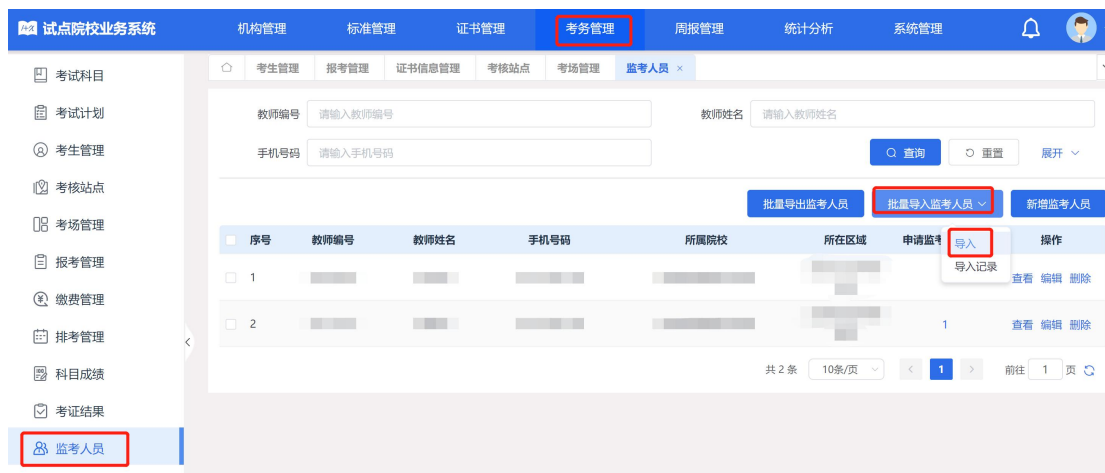 试点院校业务系统 机构管理 标准管理 证书管理 考务管理 周报管理 统计分析 系统管理
考试科目
考试计划
考生管理
考核站点
考场管理
报考管理
缴费管理
排考管理
科目成绩
考证结果
监考人员
考生管理 报考管理 证书信息管理 考核站点 考场管理 监考人员 ×
教师编号 请输入教师编号 教师姓名 请输入教师姓名
手机号码 请输入手机号码 查询 重置 展开
批量导出监考人员 批量导入监考人员 新增监考人员
序号 教师编号 教师姓名 手机号码 所属院校 所在区域 申请监考 操作
导入
导入记录
1 查看 编辑 删除
2 1 查看 编辑 删除
共 2 条 10条/页 < 1 > 前往 1 页